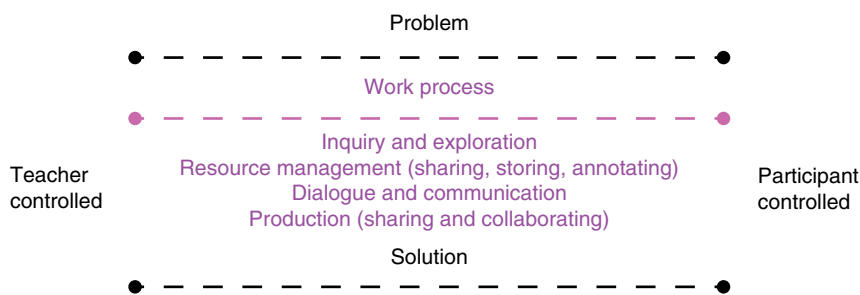 Problem
Work process
Inquiry and exploration
Resource management (sharing, storing, annotating)
Dialogue and communication
Production (sharing and collaborating)
Teacher
controlled
Participant
controlled
Solution